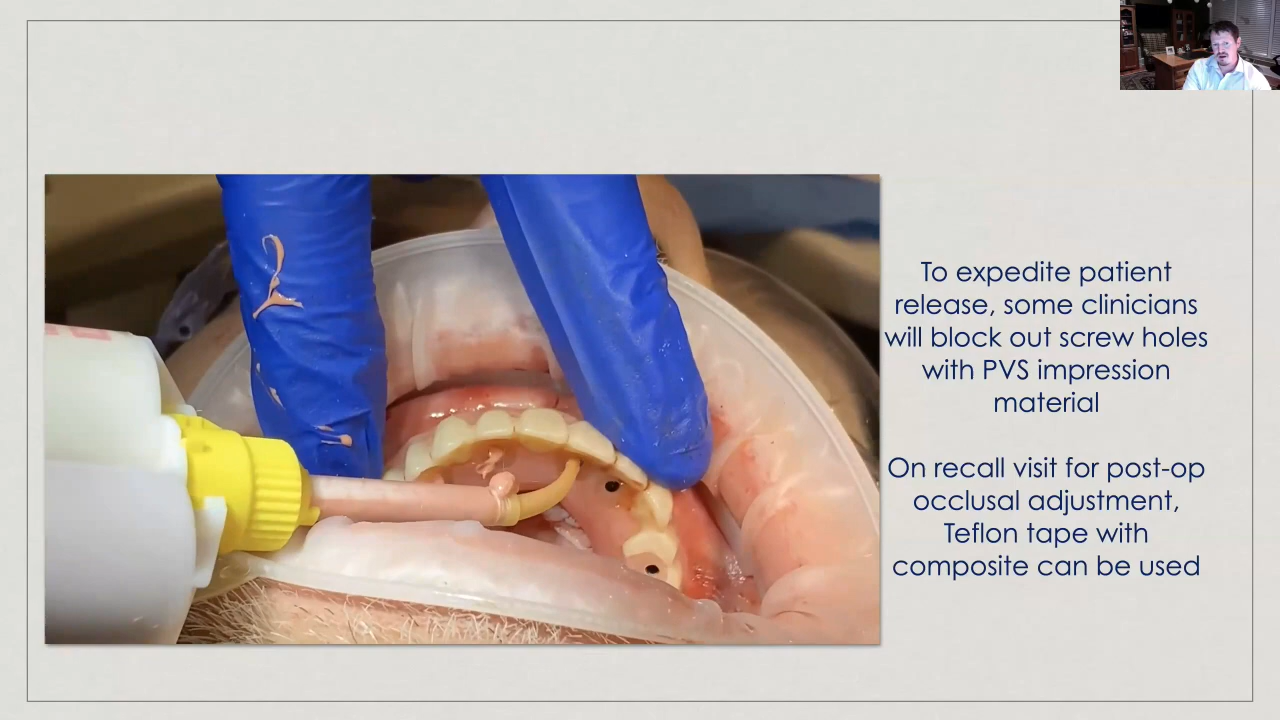 To expedite patient
release, some clinicians
will block out screw holes
with PVS impression
material
On recall visit for post-op
occlusal adjustment,
Teflon tape with
composite can be used